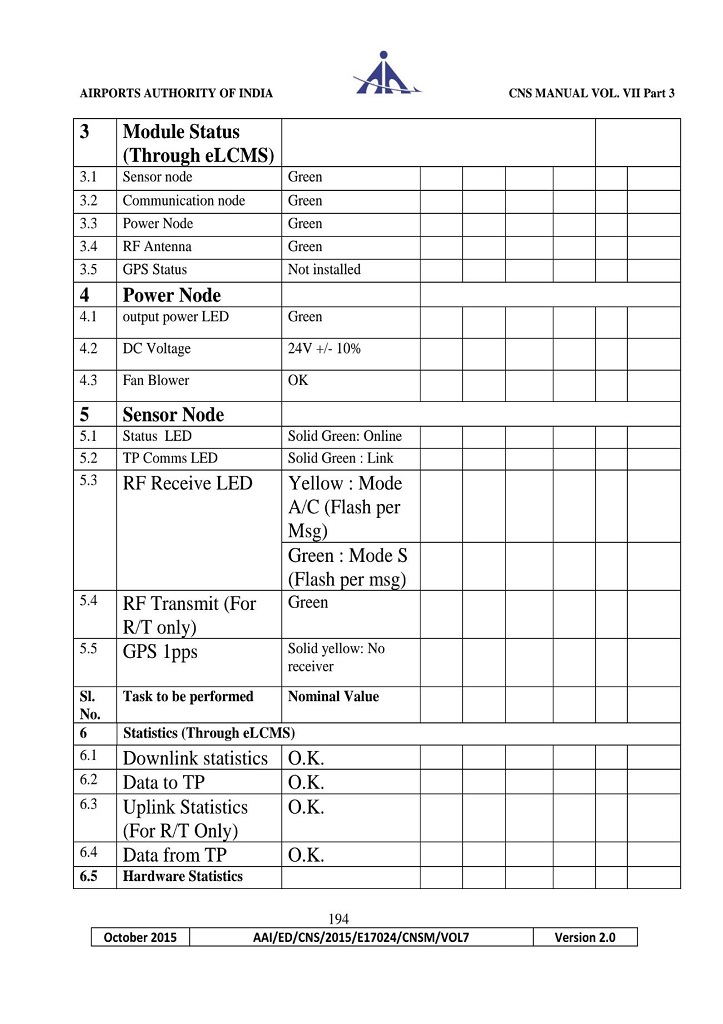 AIRPORTS AUTHORITY OF INDIA CNS MANUAL VOL. VII Part 3
3 Module Status
(Through eLCMS)
3.1 Sensor node Green
3.2 Communication node Green
3.3 Power Node Green
3.4 RF Antenna Green
3.5 GPS Status Not installed
4 Power Node
4.1 output power LED Green
4.2 DC Voltage 24V +/- 10%
4.3 Fan Blower OK
5 Sensor Node
5.1 Status LED Solid Green: Online
5.2 TP Comms LED Solid Green : Link
5.3 RF Receive LED Yellow : Mode
A/C (Flash per
Msg)
Green : Mode S
(Flash per msg)
5.4 RF Transmit (For Green
R/T only)
5.5 GPS 1pps Solid yellow: No
receiver
Sl. Task to be performed Nominal Value
No.
6 Statistics (Through eLCMS)
6.1 Downlink statistics O.K.
6.2 Data to TP O.K.
6.3 Uplink Statistics O.K.
(For R/T Only)
6.4 Data from TP O.K.
6.5 Hardware Statistics
194
October 2015 AAI/ED/CNS/2015/E17024/CNSM/VOL7 Version 2.0